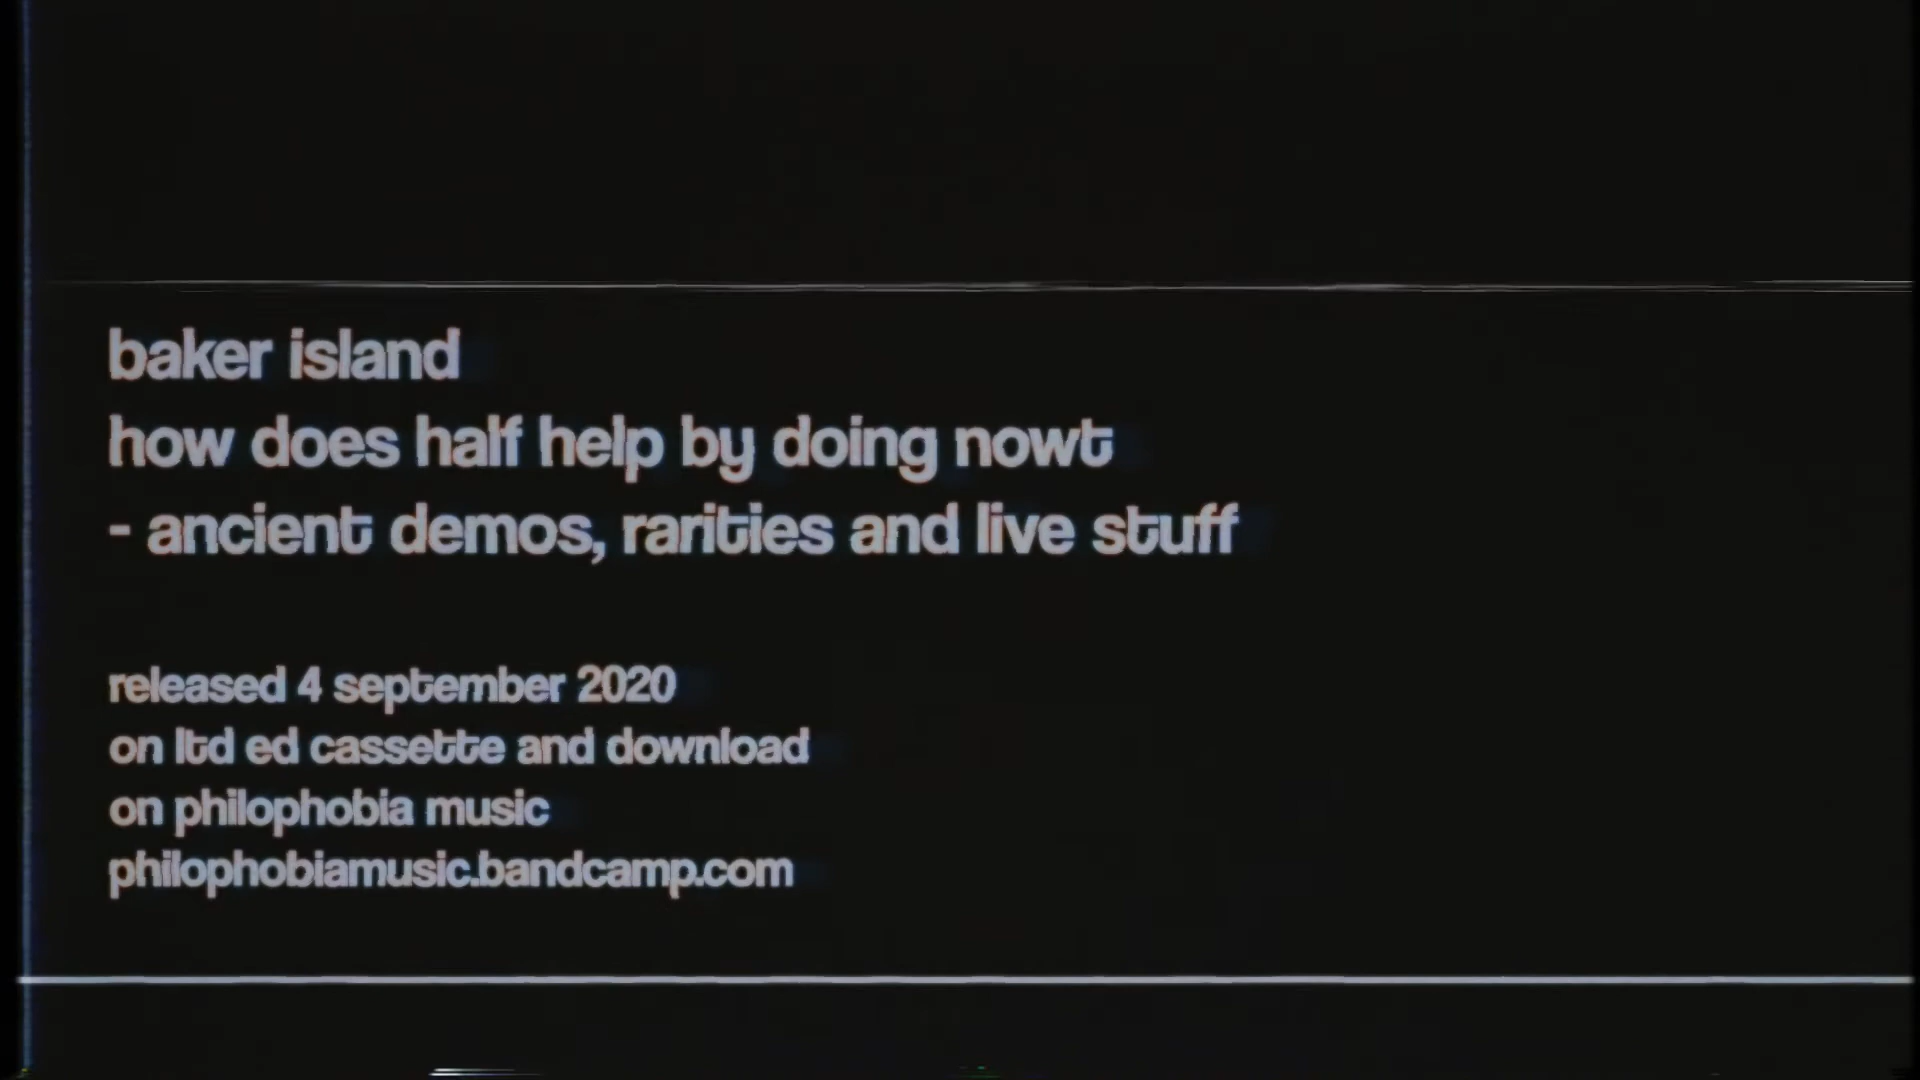 baker island
how does half help by doing nowt
- ancient demos, rarities and live stuff
released 4 september 2020
on ltd ed cassette and download
on philophobia music
philophobiamusic.bandcamp.com